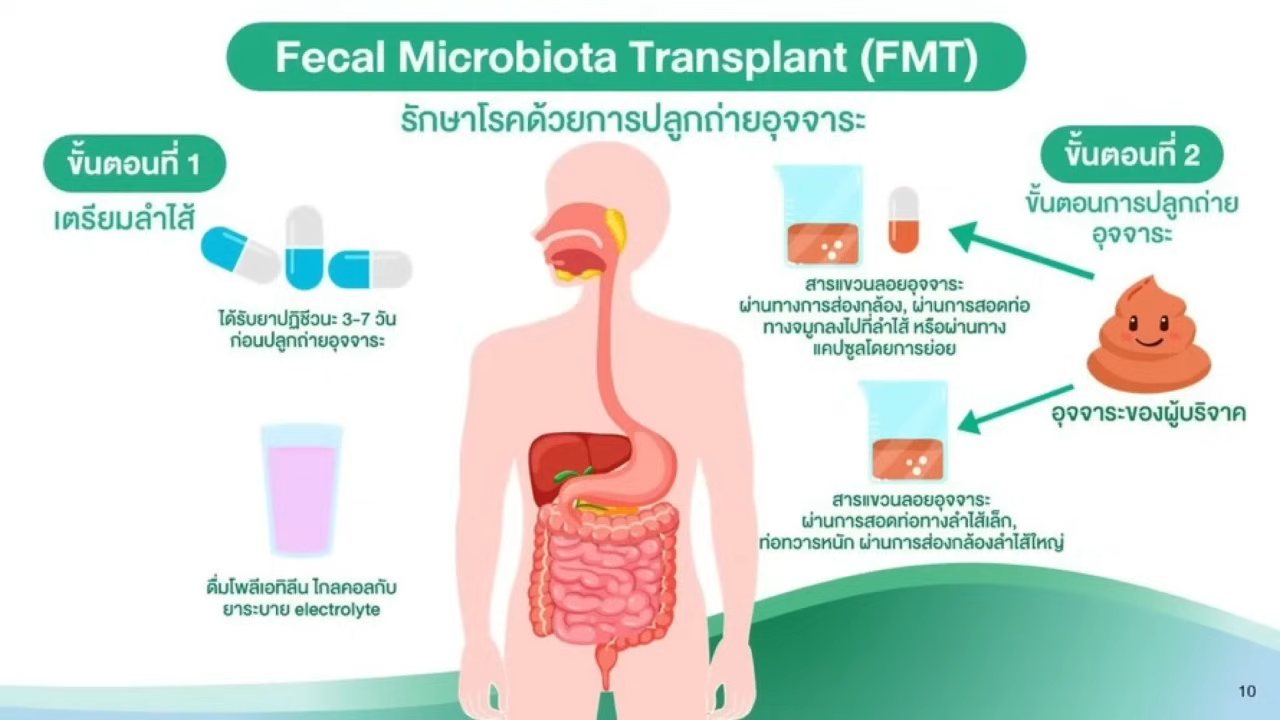 Fecal Microbiota Transplant (FMT)
รักษาโรคด้วยการปลูกถ่ายอุจจาระ
ขั้นตอนที่ 1
เตรียมลำไส้
ได้รับยาปฏิชีวนะ 3-7 วัน
ก่อนปลูกถ่ายอุจจาระ
ดื่มโพลีเอทิลีน ไกลคอลกับ
ยาระบาย electrolyte
ขั้นตอนที่ 2
ขั้นตอนการปลูกถ่าย
อุจจาระ
สารแขวนลอยอุจจาระ
ผ่านทางการส่องกล้อง, ผ่านการสอดท่อ
ทางจมูกลงไปที่ลำไส้ หรือผ่านทาง
แคปซูลโดยการย่อย
อุจจาระของผู้บริจาค
สารแขวนลอยอุจจาระ
ผ่านการสอดท่อทางลำไส้เล็ก,
ท่อทวารหนัก ผ่านการส่องกล้องลำไส้ใหญ่
10